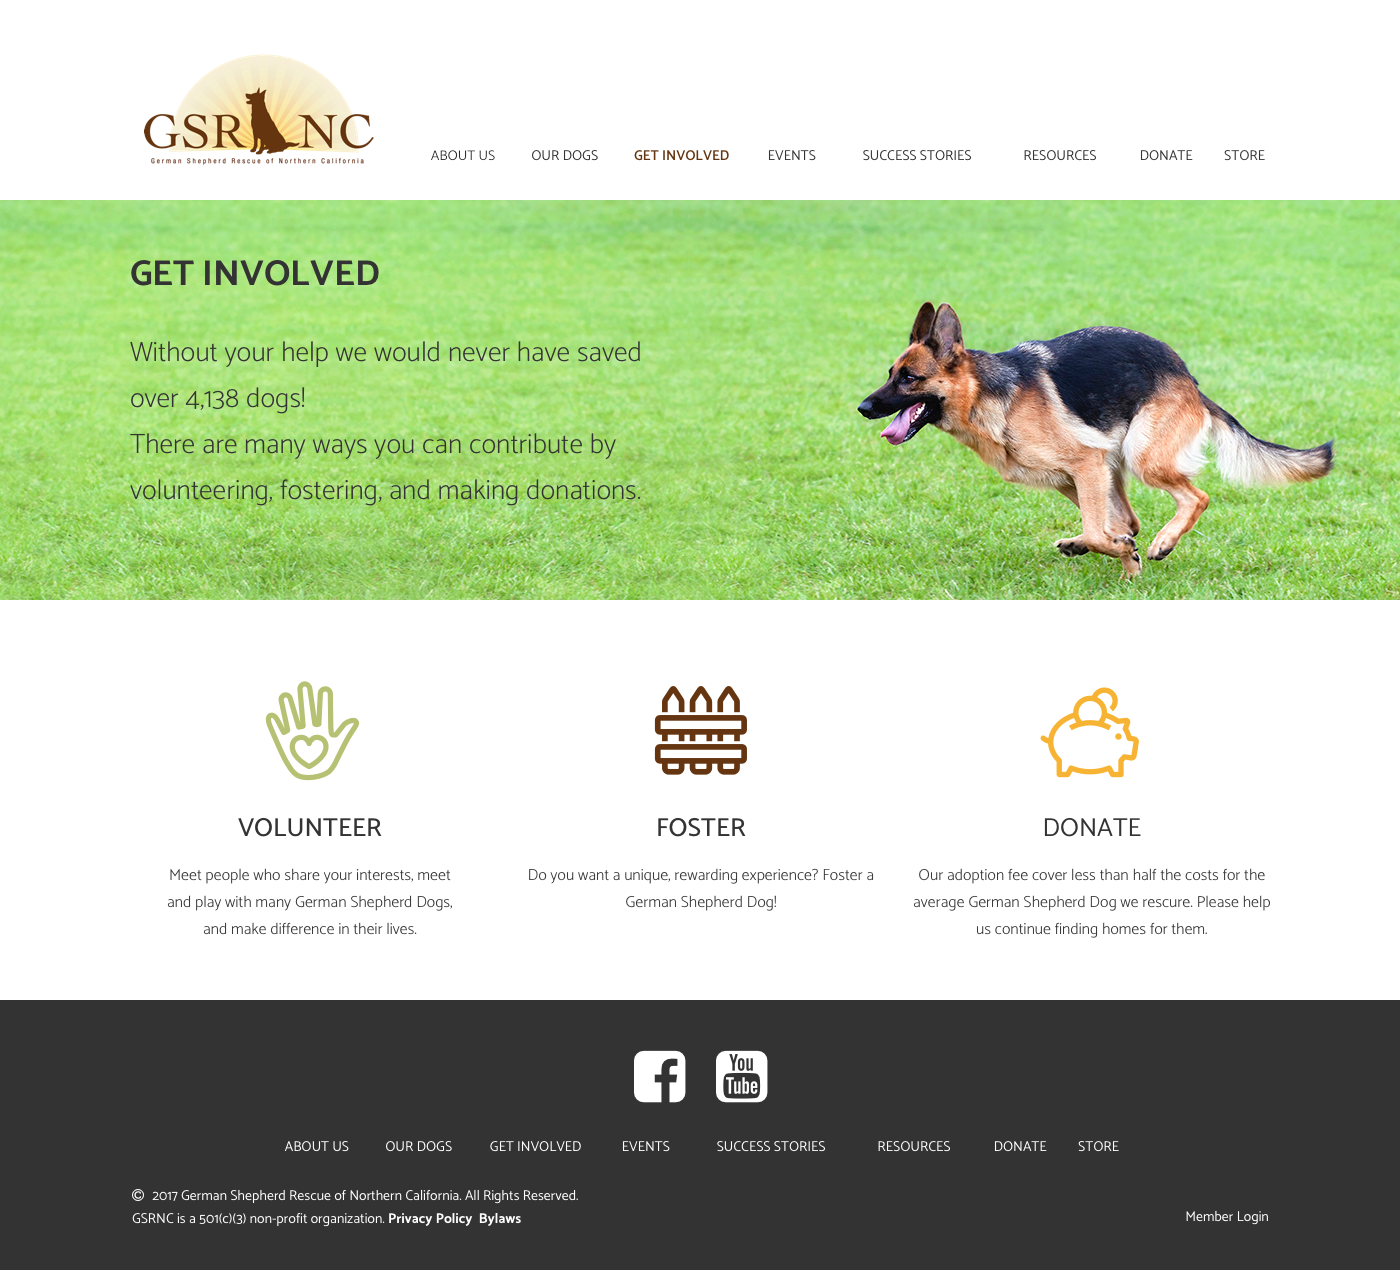 GSRNC
German Shepherd Rescue of Northern California
ABOUT US OUR DOGS GET INVOLVED EVENTS SUCCESS STORIES RESOURCES DONATE STORE
GET INVOLVED
Without your help we would never have saved
over 4,138 dogs!
There are many ways you can contribute by
volunteering, fostering, and making donations.
VOLUNTEER
Meet people who share your interests, meet
and play with many German Shepherd Dogs,
and make difference in their lives.
FOSTER
Do you want a unique, rewarding experience? Foster a
German Shepherd Dog!
DONATE
Our adoption fee cover less than half the costs for the
average German Shepherd Dog we rescue. Please help
us continue finding homes for them.
You
Tube
ABOUT US OUR DOGS GET INVOLVED EVENTS SUCCESS STORIES RESOURCES DONATE STORE
© 2017 German Shepherd Rescue of Northern California. All Rights Reserved.
GSRNC is a 501(c)(3) non-profit organization. Privacy Policy Bylaws
Member Login